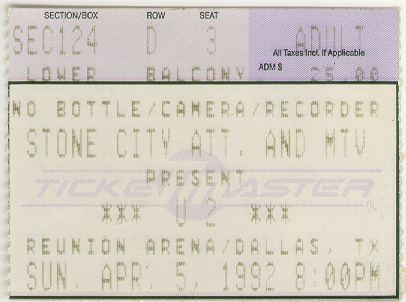 SECTION/BOX ROW SEAT
SEC124 D 3 ADULT
All Taxes Incl. If Applicable
LOWER BALCONY ADM $ 25.00
NO BOTTLE/CAMERA/RECORDER
STONE CITY ATT. AND MTV
PRESENT
TICKETMASTER
*** U2 ***
REUNION ARENA/DALLAS, TX
SUN. APR. 5, 1992 8:00PM